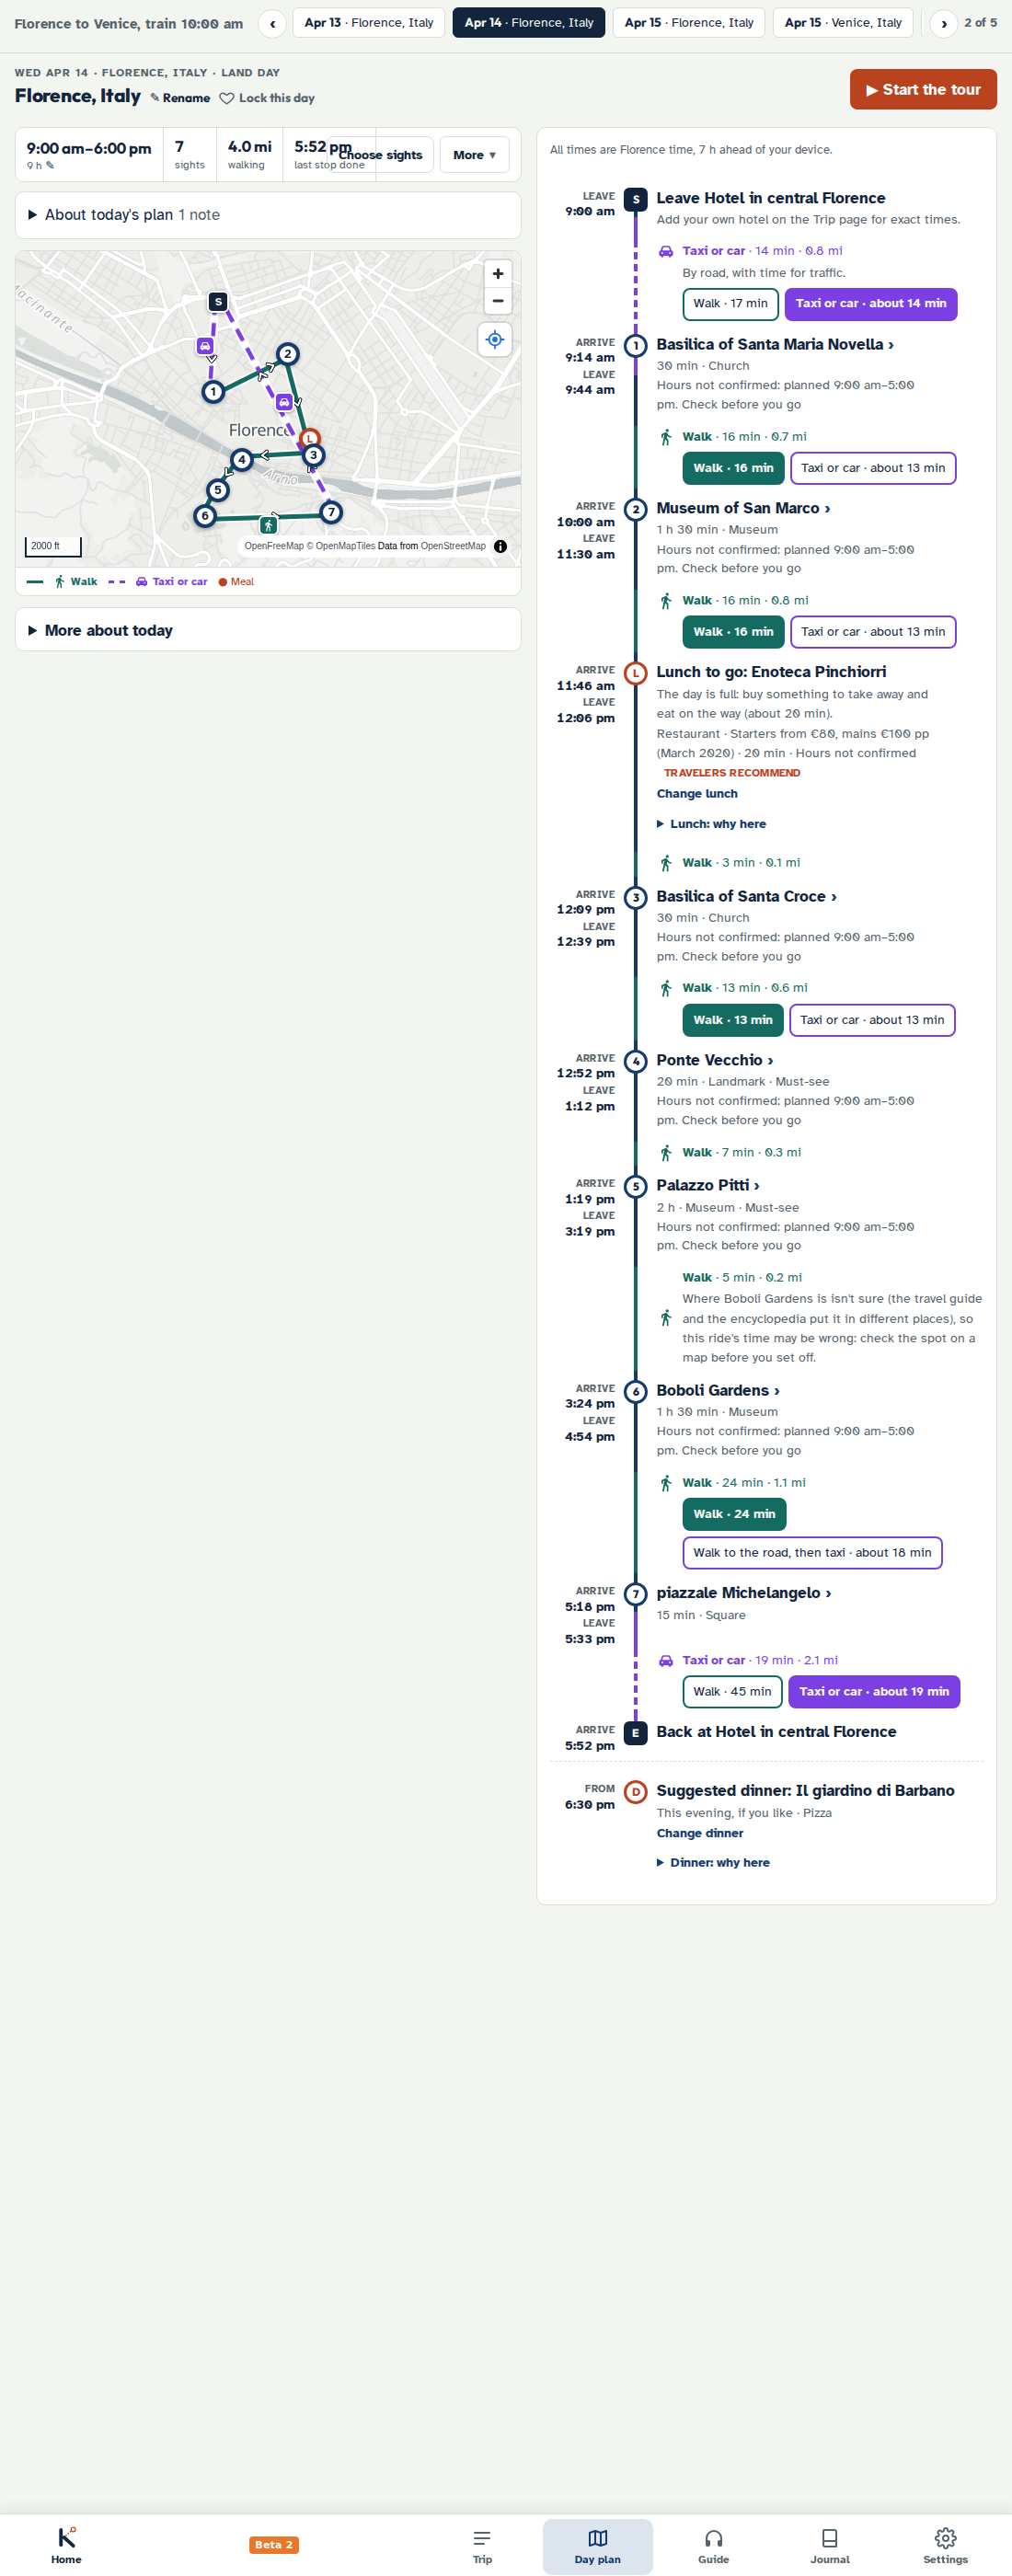 Florence to Venice, train 10:00 am
‹
Apr 13 · Florence, Italy
Apr 14 · Florence, Italy
Apr 15 · Florence, Italy
Apr 15 · Venice, Italy
›
2 of 5
WED APR 14 · FLORENCE, ITALY · LAND DAY
Florence, Italy ✎ Rename Lock this day
▶ Start the tour
9:00 am–6:00 pm
9 h ✎
7
sights
4.0 mi
walking
5:52 pm
last stop done
Choose sights
More ▾
▶ About today's plan 1 note
Macinante
S
1
2
3
4
5
6
7
L
Florence
Arno
+
−
2000 ft
OpenFreeMap © OpenMapTiles Data from OpenStreetMap
Walk
Taxi or car
Meal
▶ More about today
All times are Florence time, 7 h ahead of your device.
LEAVE
9:00 am
S
Leave Hotel in central Florence
Add your own hotel on the Trip page for exact times.
Taxi or car · 14 min · 0.8 mi
By road, with time for traffic.
Walk · 17 min
Taxi or car · about 14 min
ARRIVE
9:14 am
LEAVE
9:44 am
1
Basilica of Santa Maria Novella ›
30 min · Church
Hours not confirmed: planned 9:00 am–5:00
pm. Check before you go
Walk · 16 min · 0.7 mi
Walk · 16 min
Taxi or car · about 13 min
ARRIVE
10:00 am
LEAVE
11:30 am
2
Museum of San Marco ›
1 h 30 min · Museum
Hours not confirmed: planned 9:00 am–5:00
pm. Check before you go
Walk · 16 min · 0.8 mi
Walk · 16 min
Taxi or car · about 13 min
ARRIVE
11:46 am
LEAVE
12:06 pm
L
Lunch to go: Enoteca Pinchiorri
The day is full: buy something to take away and
eat on the way (about 20 min).
Restaurant · Starters from €80, mains €100 pp
(March 2020) · 20 min · Hours not confirmed
TRAVELERS RECOMMEND
Change lunch
▶ Lunch: why here
Walk · 3 min · 0.1 mi
ARRIVE
12:09 pm
LEAVE
12:39 pm
3
Basilica of Santa Croce ›
30 min · Church
Hours not confirmed: planned 9:00 am–5:00
pm. Check before you go
Walk · 13 min · 0.6 mi
Walk · 13 min
Taxi or car · about 13 min
ARRIVE
12:52 pm
LEAVE
1:12 pm
4
Ponte Vecchio ›
20 min · Landmark · Must-see
Hours not confirmed: planned 9:00 am–5:00
pm. Check before you go
Walk · 7 min · 0.3 mi
ARRIVE
1:19 pm
LEAVE
3:19 pm
5
Palazzo Pitti ›
2 h · Museum · Must-see
Hours not confirmed: planned 9:00 am–5:00
pm. Check before you go
Walk · 5 min · 0.2 mi
Where Boboli Gardens is isn't sure (the travel guide
and the encyclopedia put it in different places), so
this ride's time may be wrong: check the spot on a
map before you set off.
ARRIVE
3:24 pm
LEAVE
4:54 pm
6
Boboli Gardens ›
1 h 30 min · Museum
Hours not confirmed: planned 9:00 am–5:00
pm. Check before you go
Walk · 24 min · 1.1 mi
Walk · 24 min
Walk to the road, then taxi · about 18 min
ARRIVE
5:18 pm
LEAVE
5:33 pm
7
piazzale Michelangelo ›
15 min · Square
Taxi or car · 19 min · 2.1 mi
Walk · 45 min
Taxi or car · about 19 min
ARRIVE
5:52 pm
E
Back at Hotel in central Florence
FROM
6:30 pm
D
Suggested dinner: Il giardino di Barbano
This evening, if you like · Pizza
Change dinner
▶ Dinner: why here
Home
Beta 2
Trip
Day plan
Guide
Journal
Settings